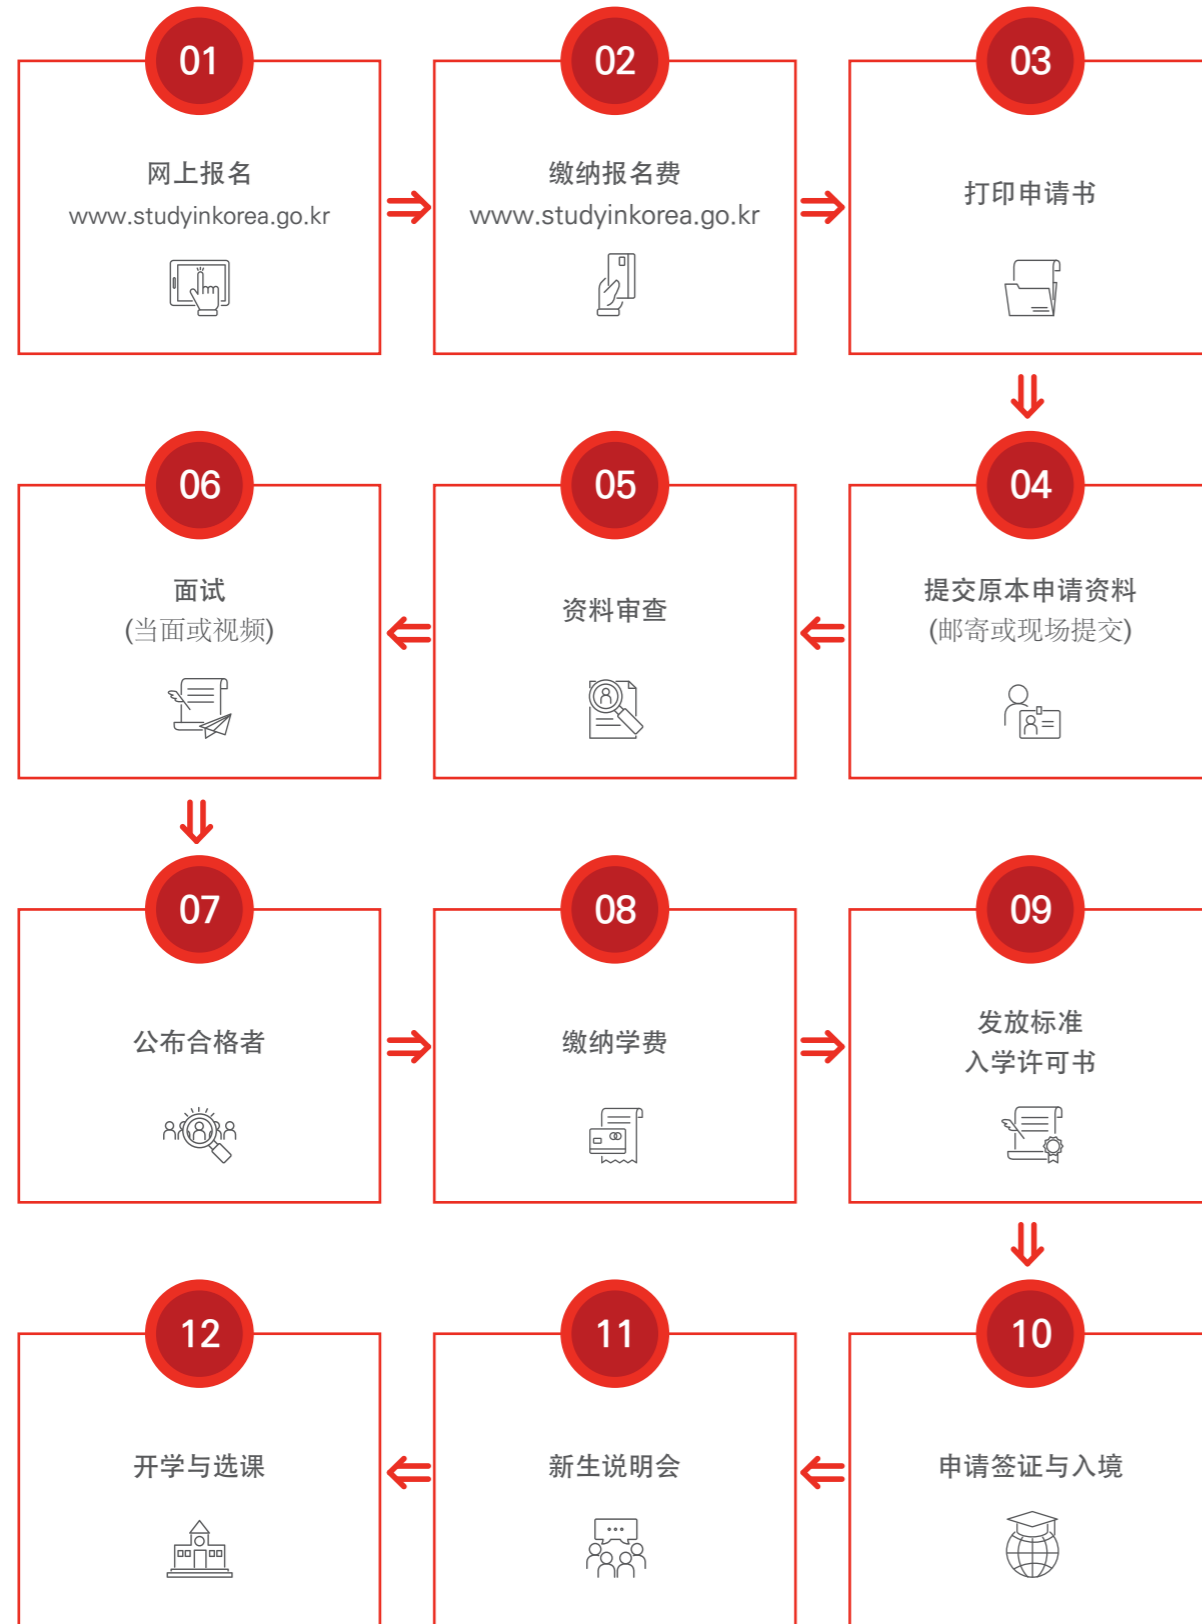 01
网上报名
www.studyinkorea.go.kr
02
缴纳报名费
www.studyinkorea.go.kr
03
打印申请书
04
提交原本申请资料
(邮寄或现场提交)
05
资料审查
06
面试
(当面或视频)
07
公布合格者
08
缴纳学费
09
发放标准
入学许可书
10
申请签证与入境
11
新生说明会
12
开学与选课